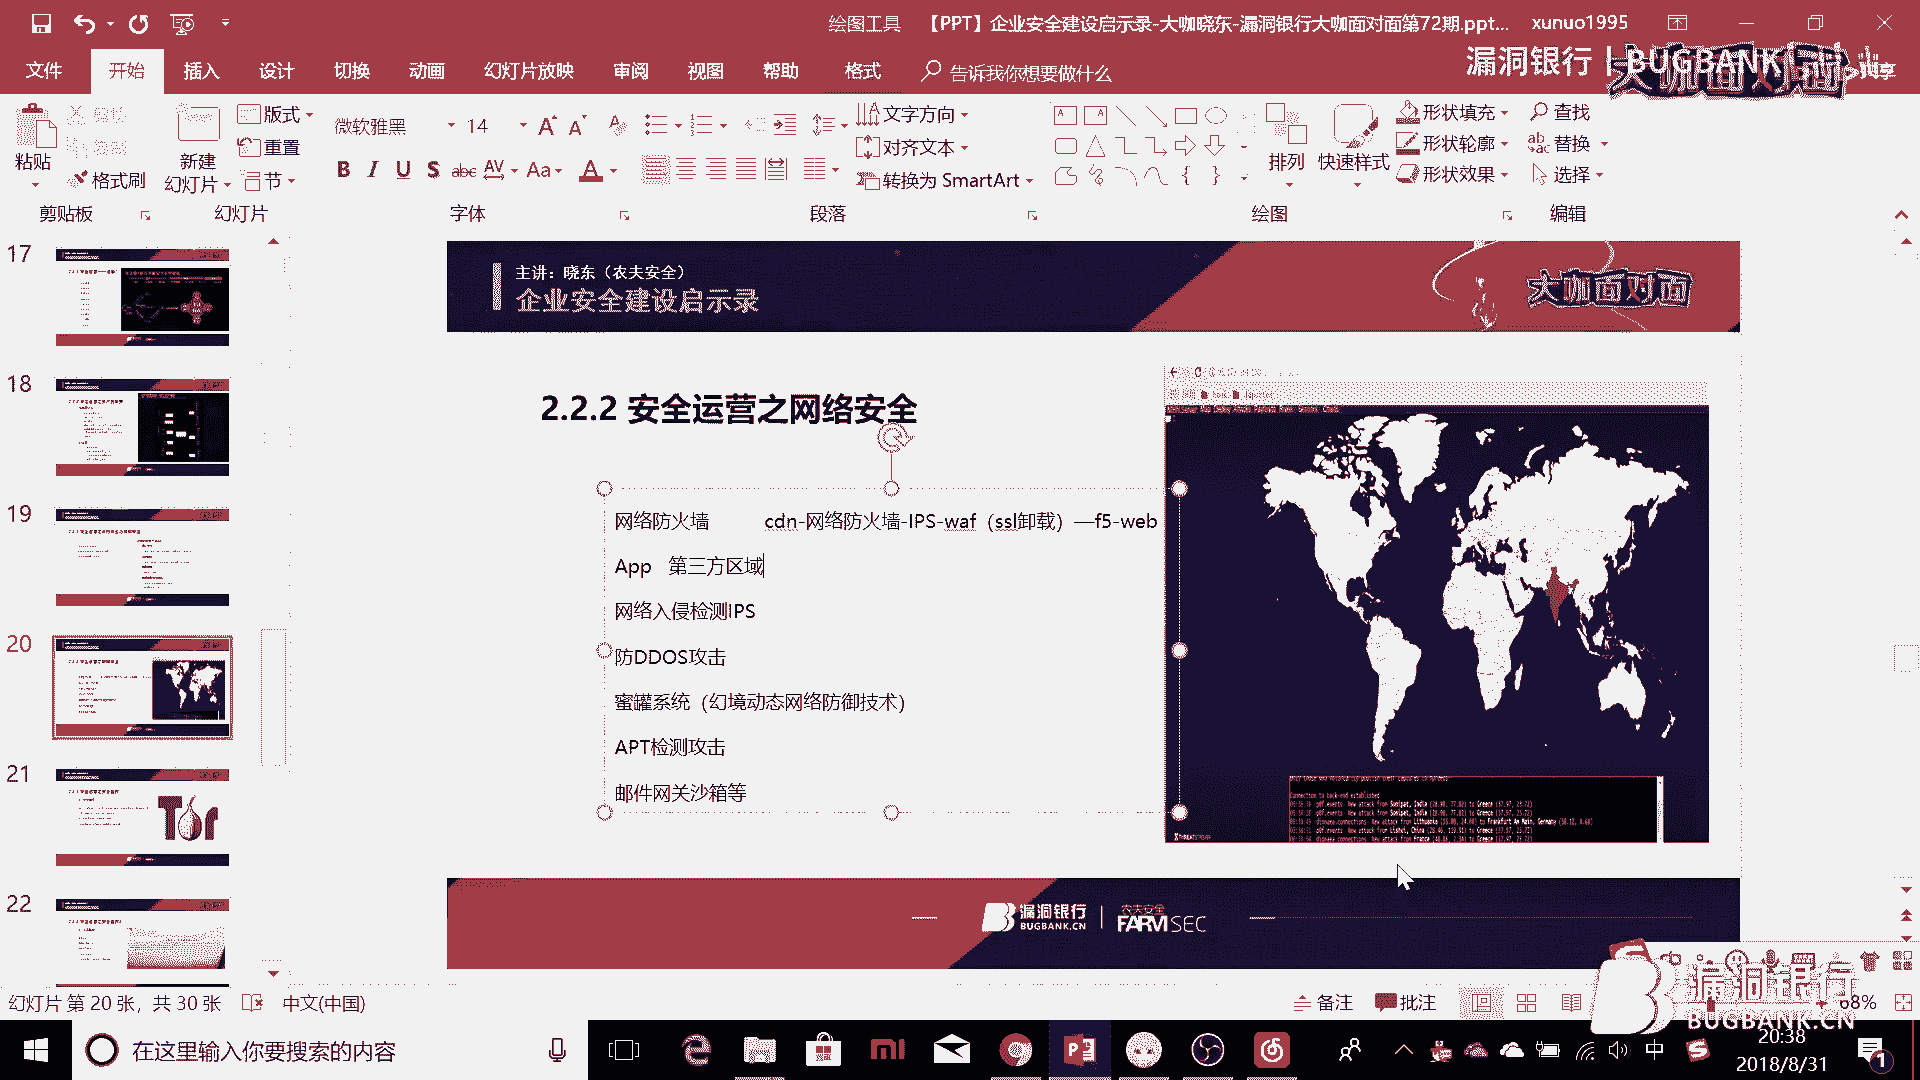 绘图工具
【PPT】企业安全建设启示录-大咖晓东-漏洞银行大咖面对面第72期.ppt...
xunuo1995
漏洞银行 | BUGBANK
大咖面对面
共享
文件 开始 插入 设计 切换 动画 幻灯片放映 审阅 视图 帮助 格式 告诉我你想要做什么
粘贴
格式刷
剪贴板
新建
幻灯片
版式
重置
节
幻灯片
微软雅黑 14
B I U S abc AV Aa A
字体
文字方向
对齐文本
转换为 SmartArt
段落
排列
快速样式
形状填充
形状轮廓
形状效果
绘图
查找
替换
选择
编辑
17
18
19
20
21
22
Tor
主讲：晓东（农夫安全）
企业安全建设启示录
大咖面对面
2.2.2 安全运营之网络安全
网络防火墙 cdn-网络防火墙-IPS-waf（ssl卸载）—f5-web
App 第三方区域
网络入侵检测IPS
防DDOS攻击
蜜罐系统（幻境动态网络防御技术）
APT检测攻击
邮件网关沙箱等
Connection to back-end established
漏洞银行
BUGBANK.CN
农夫安全
FARMSEC
漏洞银行
BUGBANK.CN
幻灯片 第 20 张，共 30 张
中文(中国)
备注
批注
68%
在这里输入你要搜索的内容
中
20:38
2018/8/31
1